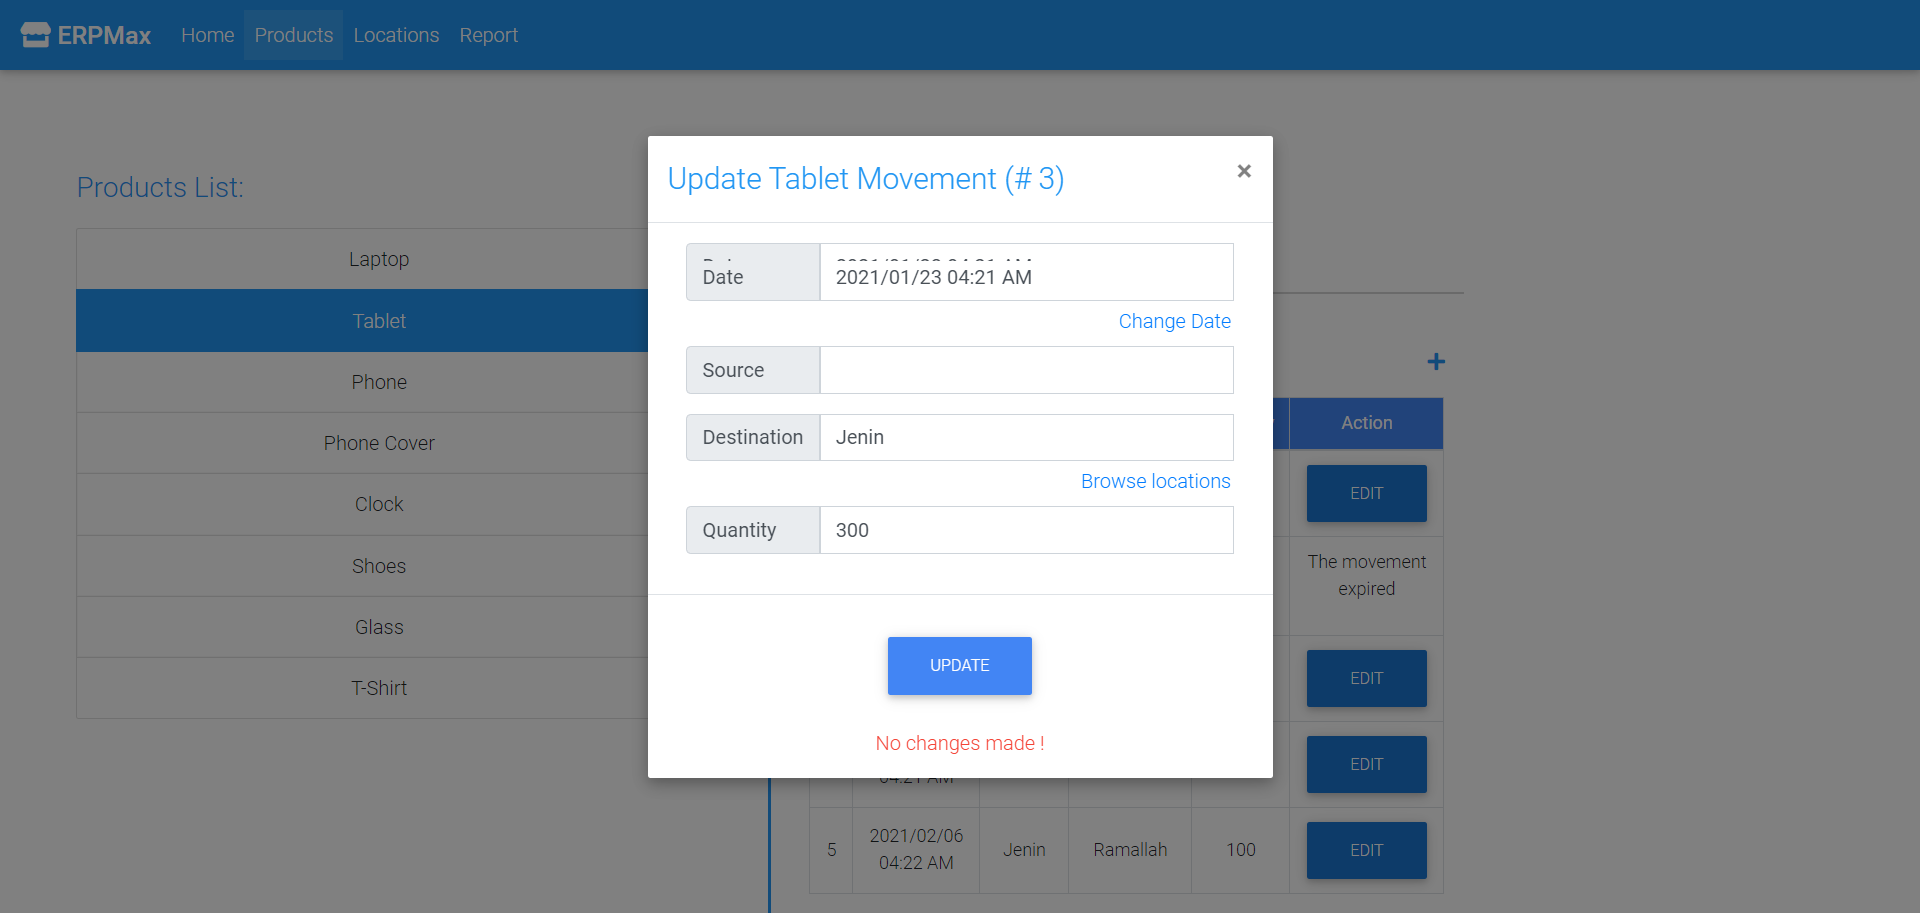 ERPMax Home Products Locations Report
Products List:
Laptop
Tablet
Phone
Phone Cover
Clock
Shoes
Glass
T-Shirt
Update Tablet Movement (# 3)
×
Date 2021/01/23 04:21 AM
Change Date
Source
Destination Jenin
Browse locations
Quantity 300
UPDATE
No changes made !
+
Action
EDIT
The movement
expired
EDIT
EDIT
04:21 AM
5 2021/02/06
04:22 AM Jenin Ramallah 100 EDIT